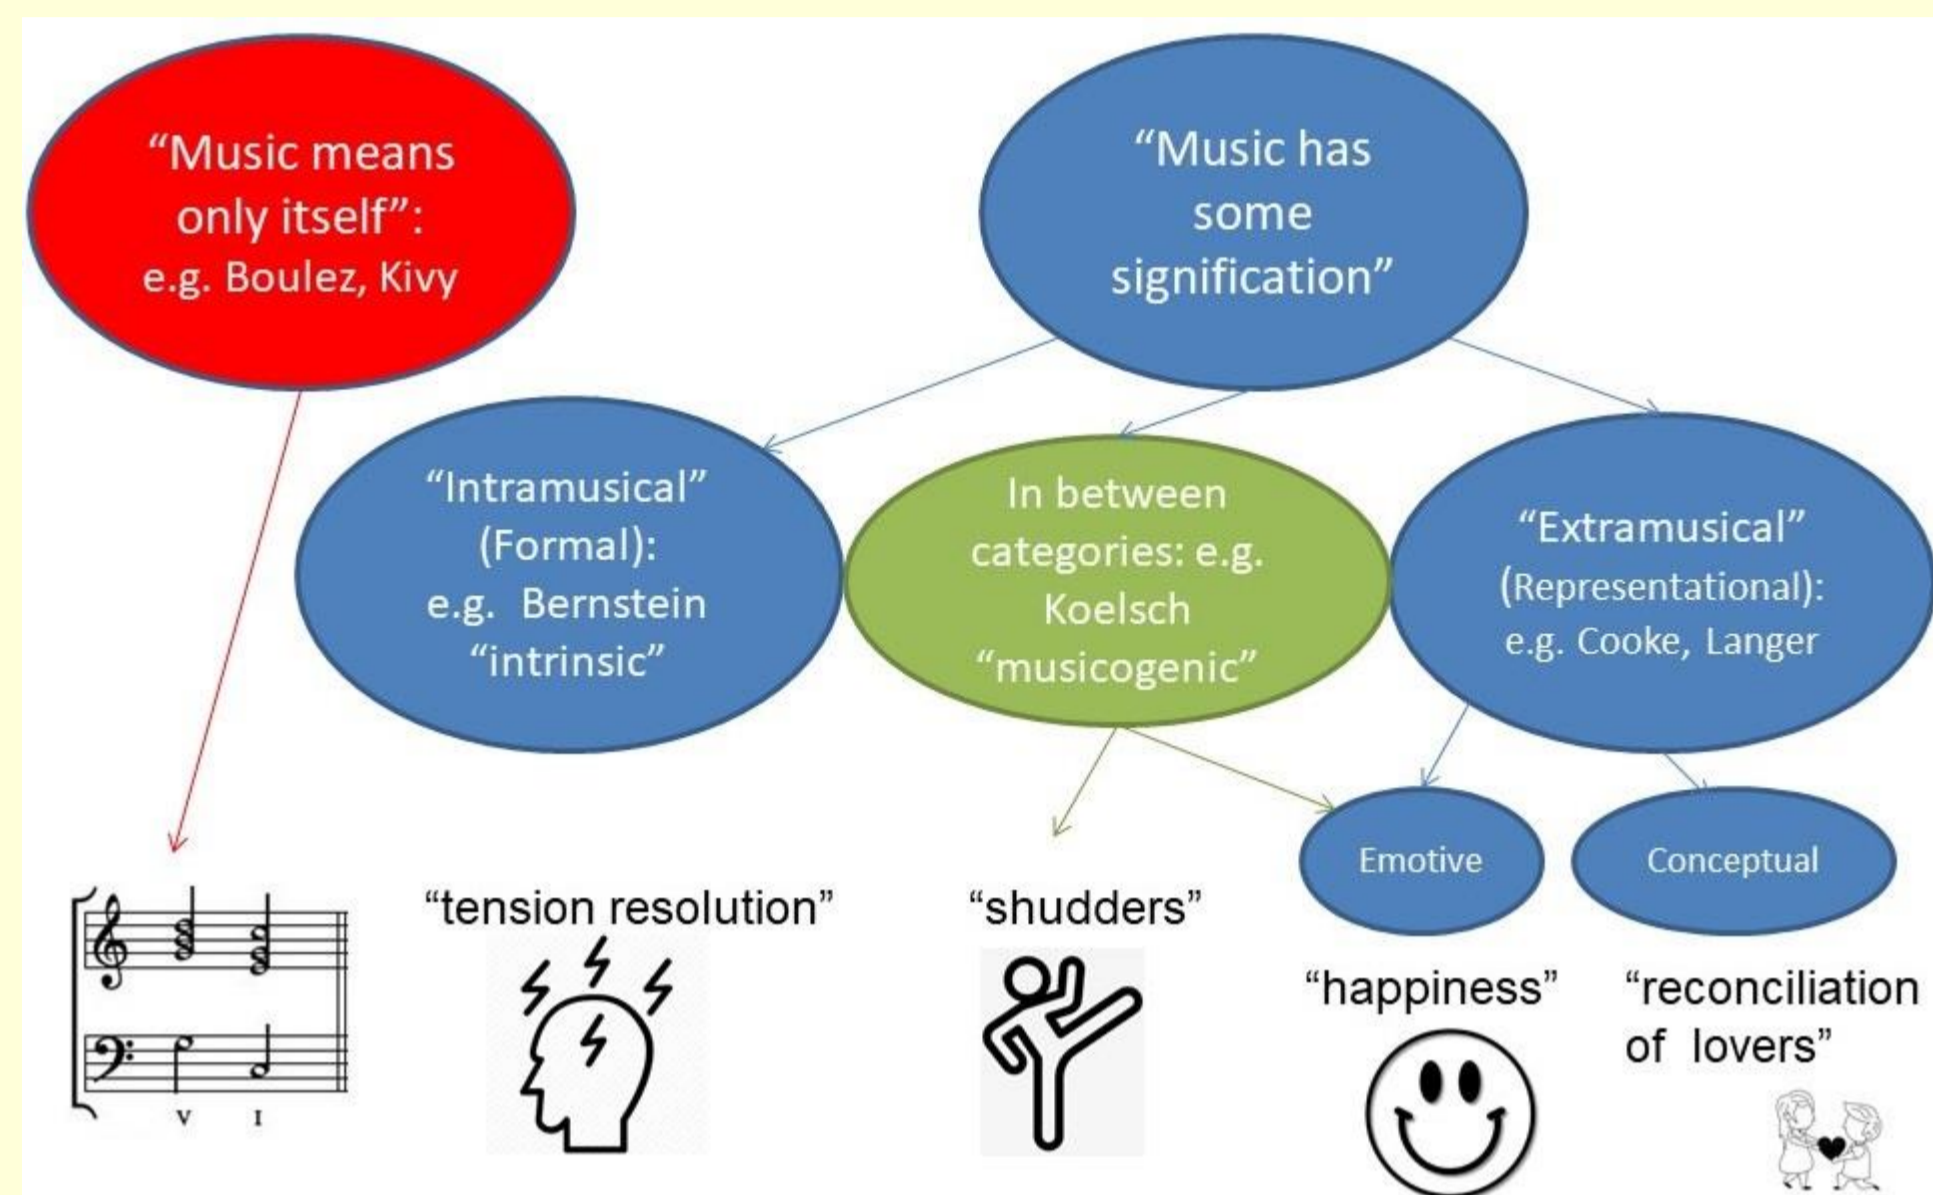 “Music means
only itself”:
e.g. Boulez, Kivy
“Music has
some
signification”
“Intramusical”
(Formal):
e.g. Bernstein
“intrinsic”
In between
categories: e.g.
Koelsch
“musicogenic”
“Extramusical”
(Representational):
e.g. Cooke, Langer
Emotive
Conceptual
“tension resolution”
“shudders”
“happiness”
“reconciliation
of lovers”
V I